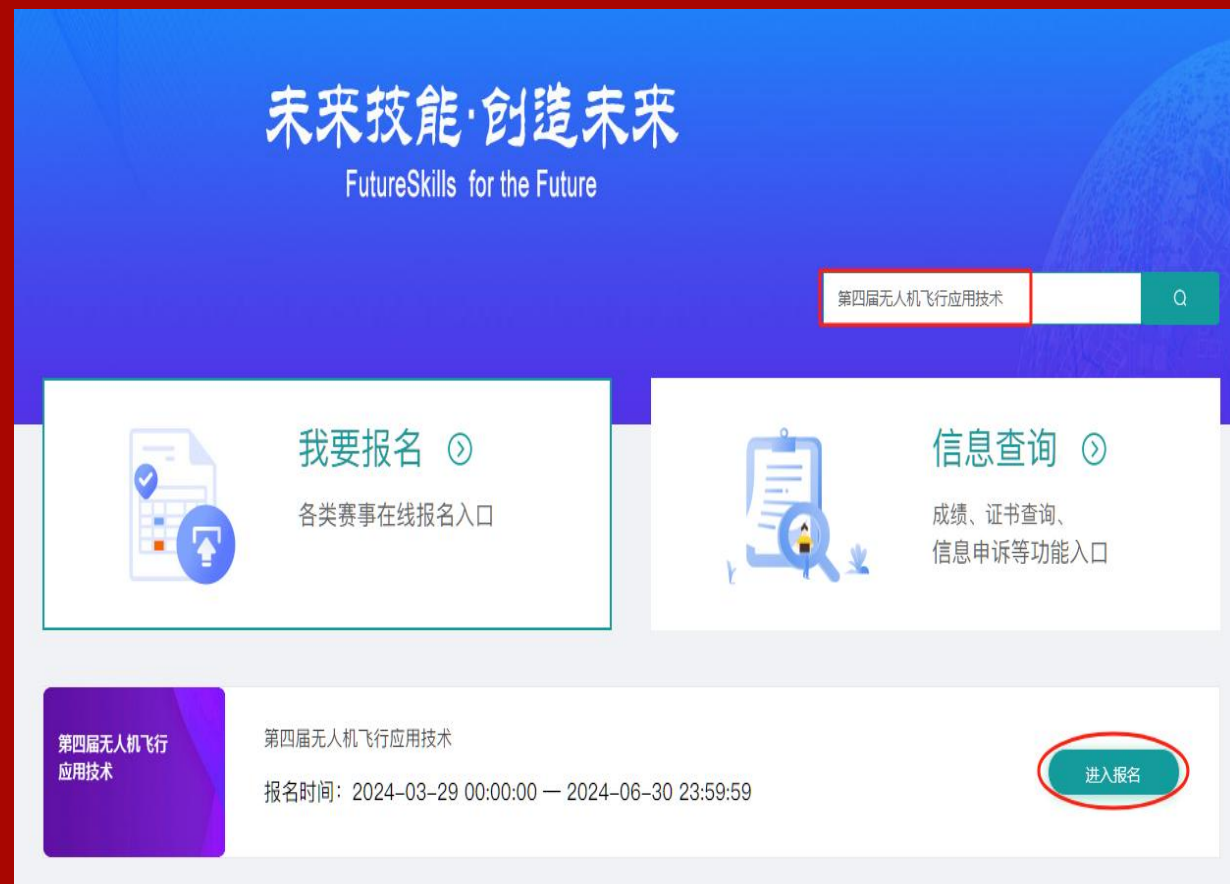 未来技能·创造未来
FutureSkills for the Future
第四届无人机飞行应用技术
我要报名
各类赛事在线报名入口
信息查询
成绩、证书查询、
信息申诉等功能入口
第四届无人机飞行
应用技术
第四届无人机飞行应用技术
报名时间：2024-03-29 00:00:00 — 2024-06-30 23:59:59
进入报名